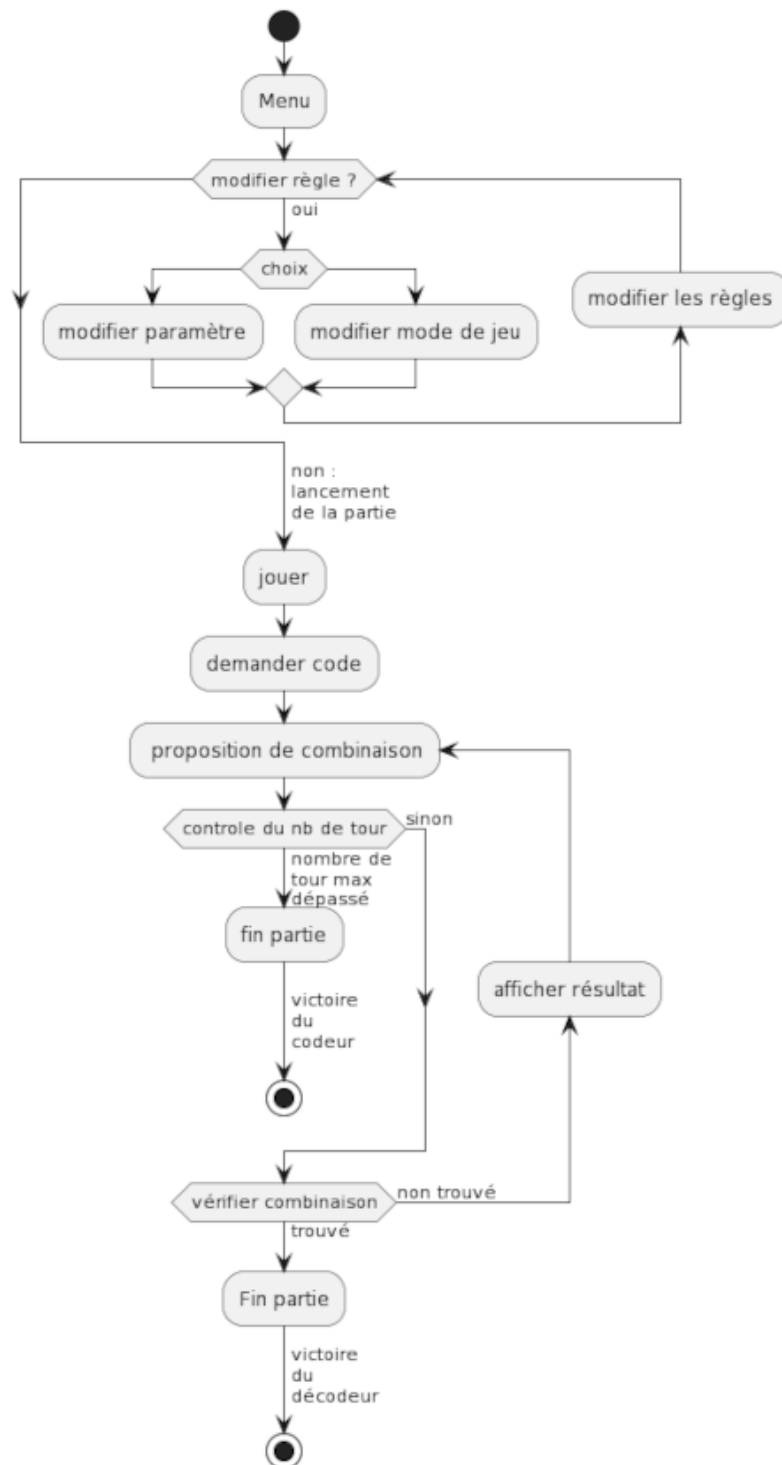 Menu
modifier règle ?
oui
choix
modifier paramètre
modifier mode de jeu
modifier les règles
non :
lancement
de la partie
jouer
demander code
proposition de combinaison
controle du nb de tour
sinon
nombre de
tour max
dépassé
fin partie
afficher résultat
victoire
du
codeur
vérifier combinaison
non trouvé
trouvé
Fin partie
victoire
du
décodeur